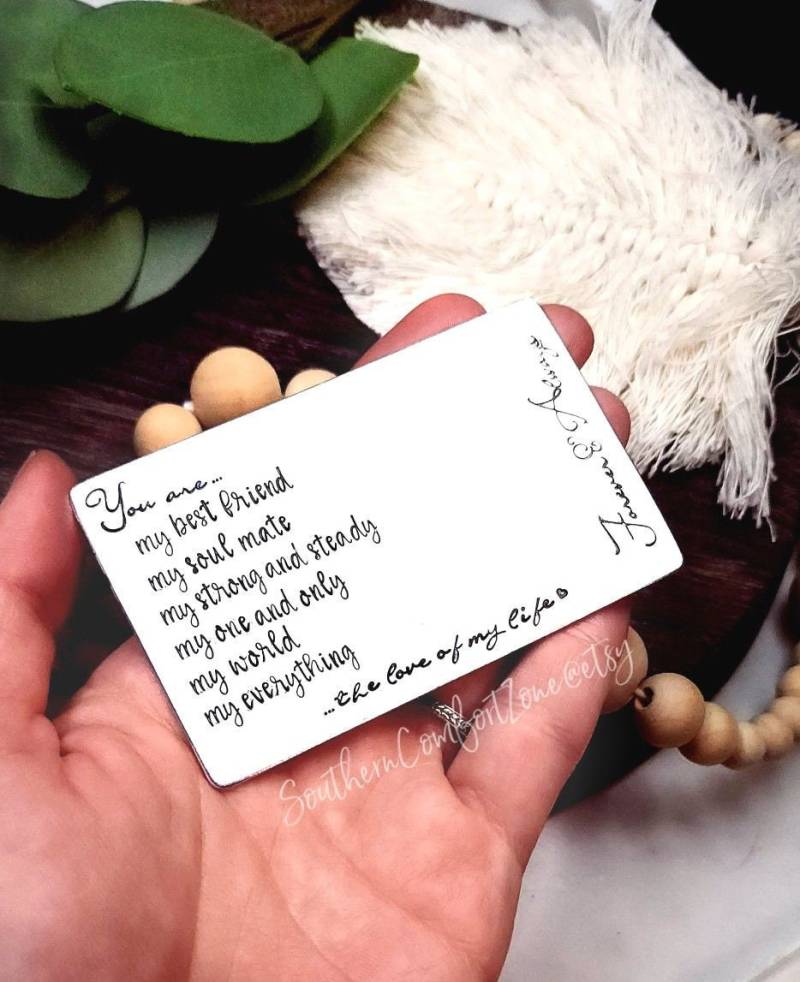 You are...
my best friend
my soul mate
my strong and steady
my one and only
my world
my everything
...the love of my life
Forever & Always
SouthernComfortZone@etsy